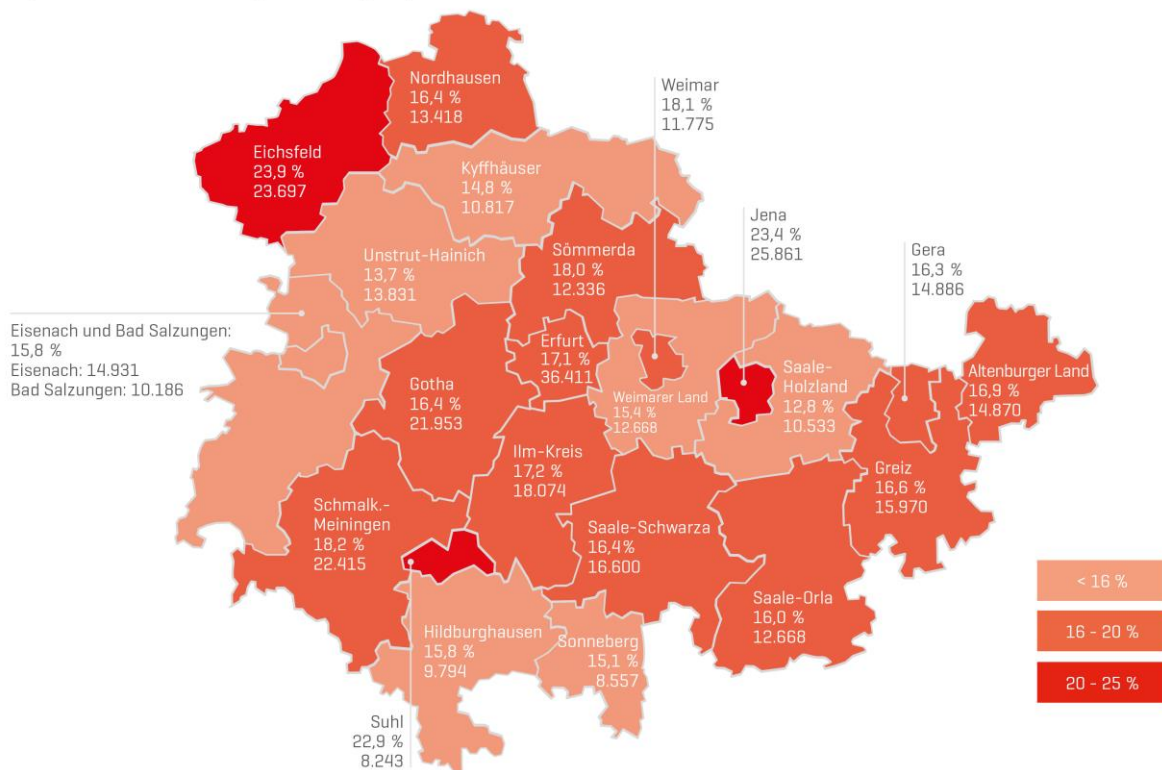 Nordhausen
16,4 %
13.418
Weimar
18,1 %
11.775
Eichsfeld
23,9 %
23.697
Kyffhäuser
14,8 %
10.817
Jena
23,4 %
25.861
Gera
16,3 %
14.886
Unstrut-Hainich
13,7 %
13.831
Sömmerda
18,0 %
12.336
Eisenach und Bad Salzungen:
15,8 %
Eisenach: 14.931
Bad Salzungen: 10.186
Erfurt
17,1 %
36.411
Gotha
16,4 %
21.953
Weimarer Land
15,4 %
12.668
Saale-
Holzland
12,8 %
10.533
Altenburger Land
16,9 %
14.870
Ilm-Kreis
17,2 %
18.074
Greiz
16,6 %
15.970
Schmalk.-
Meiningen
18,2 %
22.415
Saale-Schwarza
16,4%
16.600
Saale-Orla
16,0 %
12.668
Hildburghausen
15,8 %
9.794
Sonneberg
15,1 %
8.557
Suhl
22,9 %
8.243
< 16 %
16 - 20 %
20 - 25 %